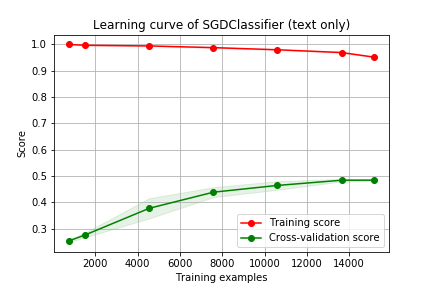 Learning curve of SGDClassifier (text only)
1.0
0.9
0.8
0.7
0.6
0.5
0.4
0.3
Score
2000 4000 6000 8000 10000 12000 14000
Training examples
Training score
Cross-validation score